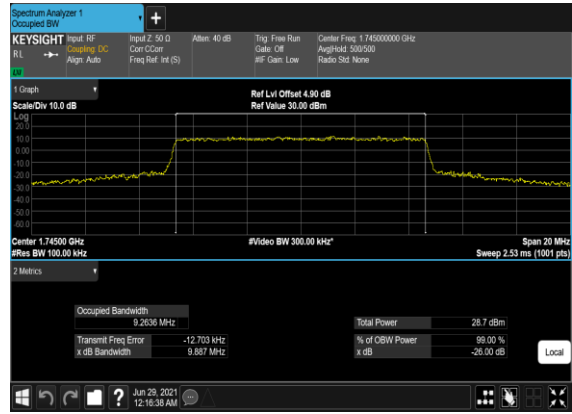 Spectrum Analyzer 1
Occupied BW
+
KEYSIGHT
RL
Input: RF
Coupling: DC
Align: Auto
Input Z: 50 Ω
Corr CCorr
Freq Ref: Int (S)
Atten: 40 dB
Trig: Free Run
Gate: Off
#IF Gain: Low
Center Freq: 1.745000000 GHz
Avg|Hold: 500/500
Radio Std: None
1 Graph
Scale/Div 10.0 dB
Ref Lvl Offset 4.90 dB
Ref Value 30.00 dBm
Log
20.0
10.0
0.00
-10.0
-20.0
-30.0
-40.0
-50.0
-60.0
Center 1.74500 GHz
#Res BW 100.00 kHz
#Video BW 300.00 kHz*
Span 20 MHz
Sweep 2.53 ms (1001 pts)
2 Metrics
Occupied Bandwidth
9.2636 MHz
Transmit Freq Error -12.703 kHz
x dB Bandwidth 9.887 MHz
Total Power 28.7 dBm
% of OBW Power 99.00 %
x dB -26.00 dB
Local
?
Jun 29, 2021
12:16:38 AM